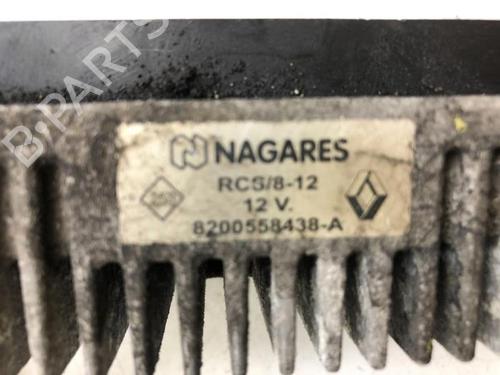 NAGARES
RCS/8-12
12 V.
8200558438-A
B-PARTS